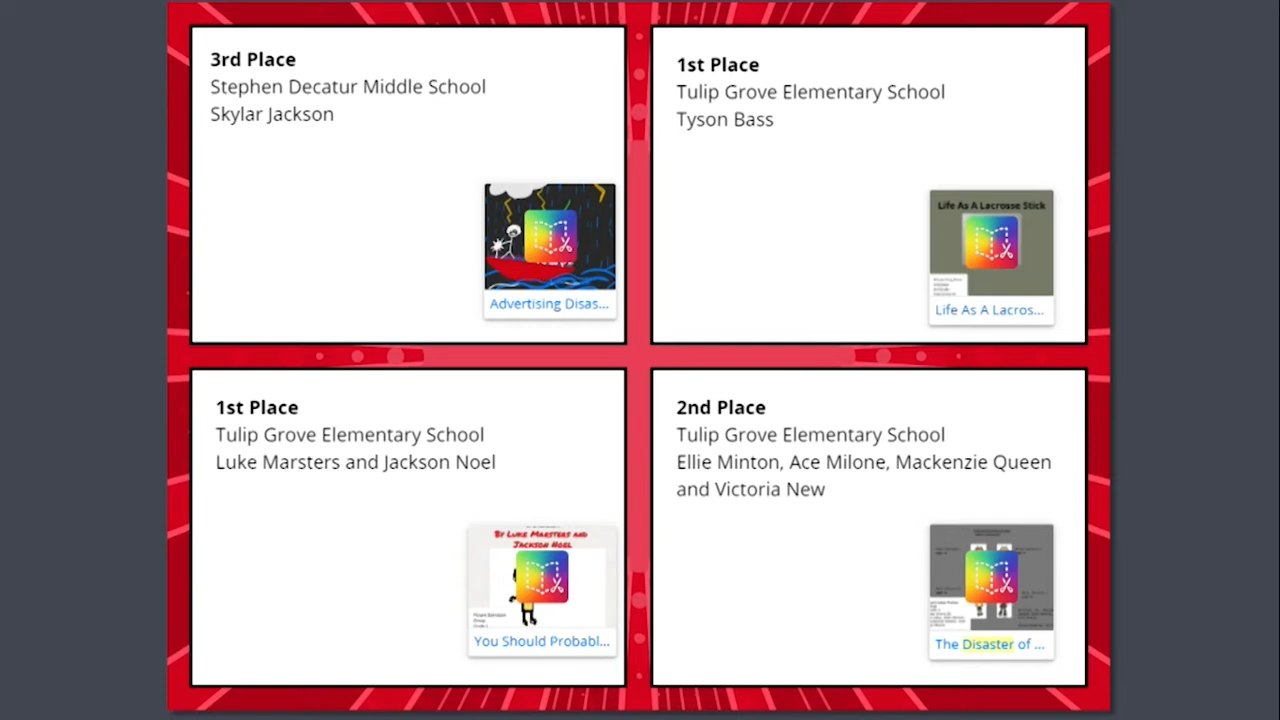 3rd Place
Stephen Decatur Middle School
Skylar Jackson
Advertising Disas...
1st Place
Tulip Grove Elementary School
Tyson Bass
Life As A Lacrosse Stick
Life As A Lacros...
1st Place
Tulip Grove Elementary School
Luke Marsters and Jackson Noel
By Luke Marsters and
Jackson Noel
You Should Probabl...
2nd Place
Tulip Grove Elementary School
Ellie Minton, Ace Milone, Mackenzie Queen
and Victoria New
The Disaster of ...